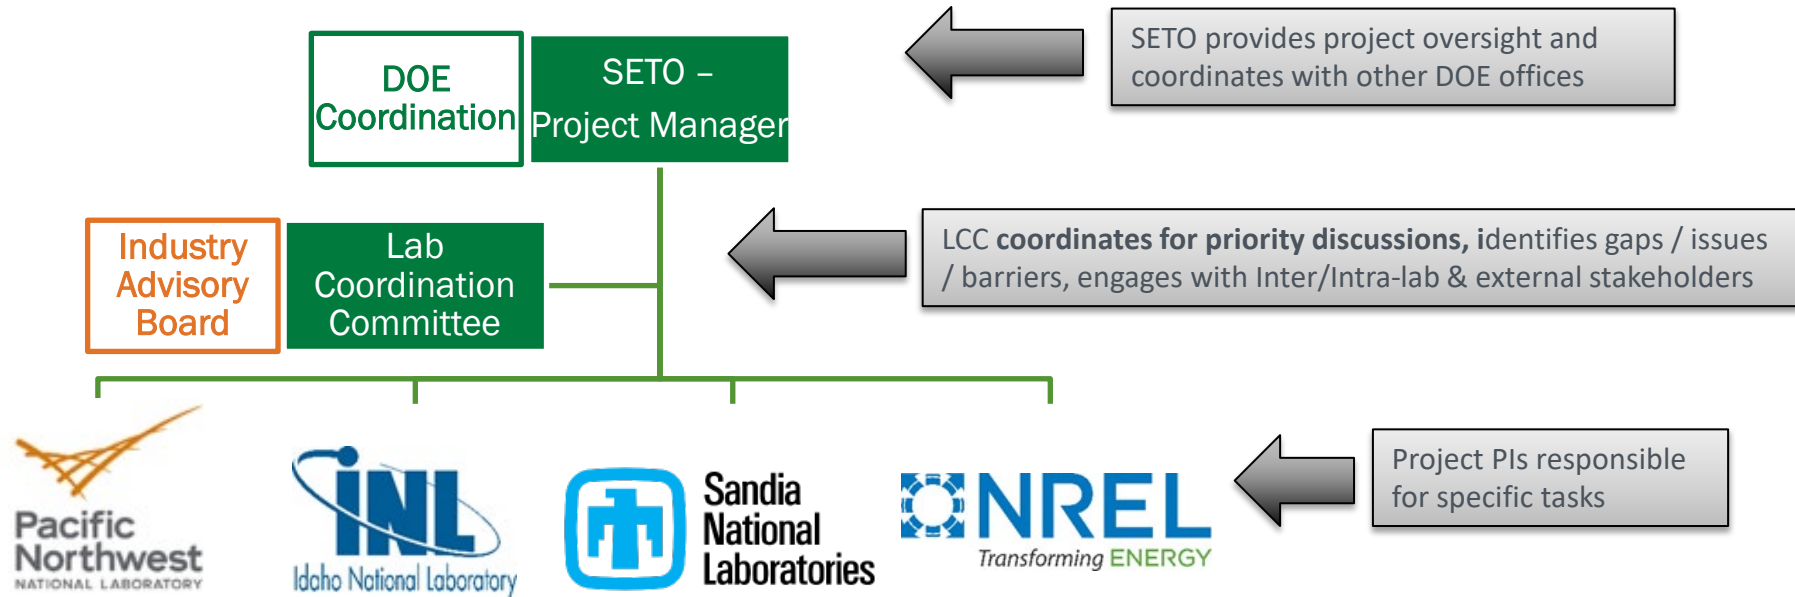 DOE
Coordination
SETO –
Project Manager
SETO provides project oversight and
coordinates with other DOE offices
Industry
Advisory
Board
Lab
Coordination
Committee
LCC coordinates for priority discussions, identifies gaps / issues
/ barriers, engages with Inter/Intra-lab & external stakeholders
Pacific
Northwest
NATIONAL LABORATORY
INL
Idaho National Laboratory
Sandia
National
Laboratories
NREL
Transforming ENERGY
Project PIs responsible
for specific tasks